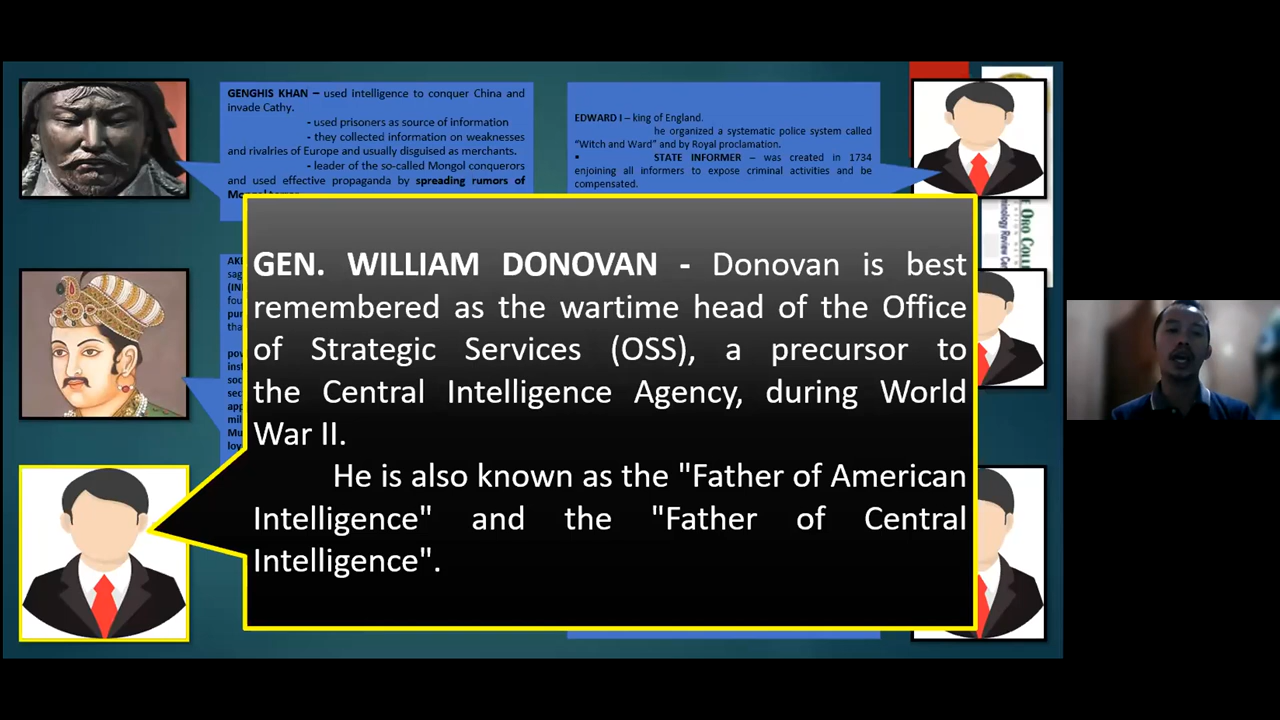 GENGHIS KHAN – used intelligence to conquer China and
invade Cathy.
- used prisoners as source of information
- they collected information on weaknesses
and rivalries of Europe and usually disguised as merchants.
- leader of the so-called Mongol conquerors
and used effective propaganda by spreading rumors of
EDWARD I – king of England.
he organized a systematic police system called
“Witch and Ward” and by Royal proclamation.
▪ STATE INFORMER – was created in 1734
enjoining all informers to expose criminal activities and be
compensated.
GEN. WILLIAM DONOVAN - Donovan is best
remembered as the wartime head of the Office
of Strategic Services (OSS), a precursor to
the Central Intelligence Agency, during World
War II.
He is also known as the "Father of American
Intelligence" and the "Father of Central
Intelligence".